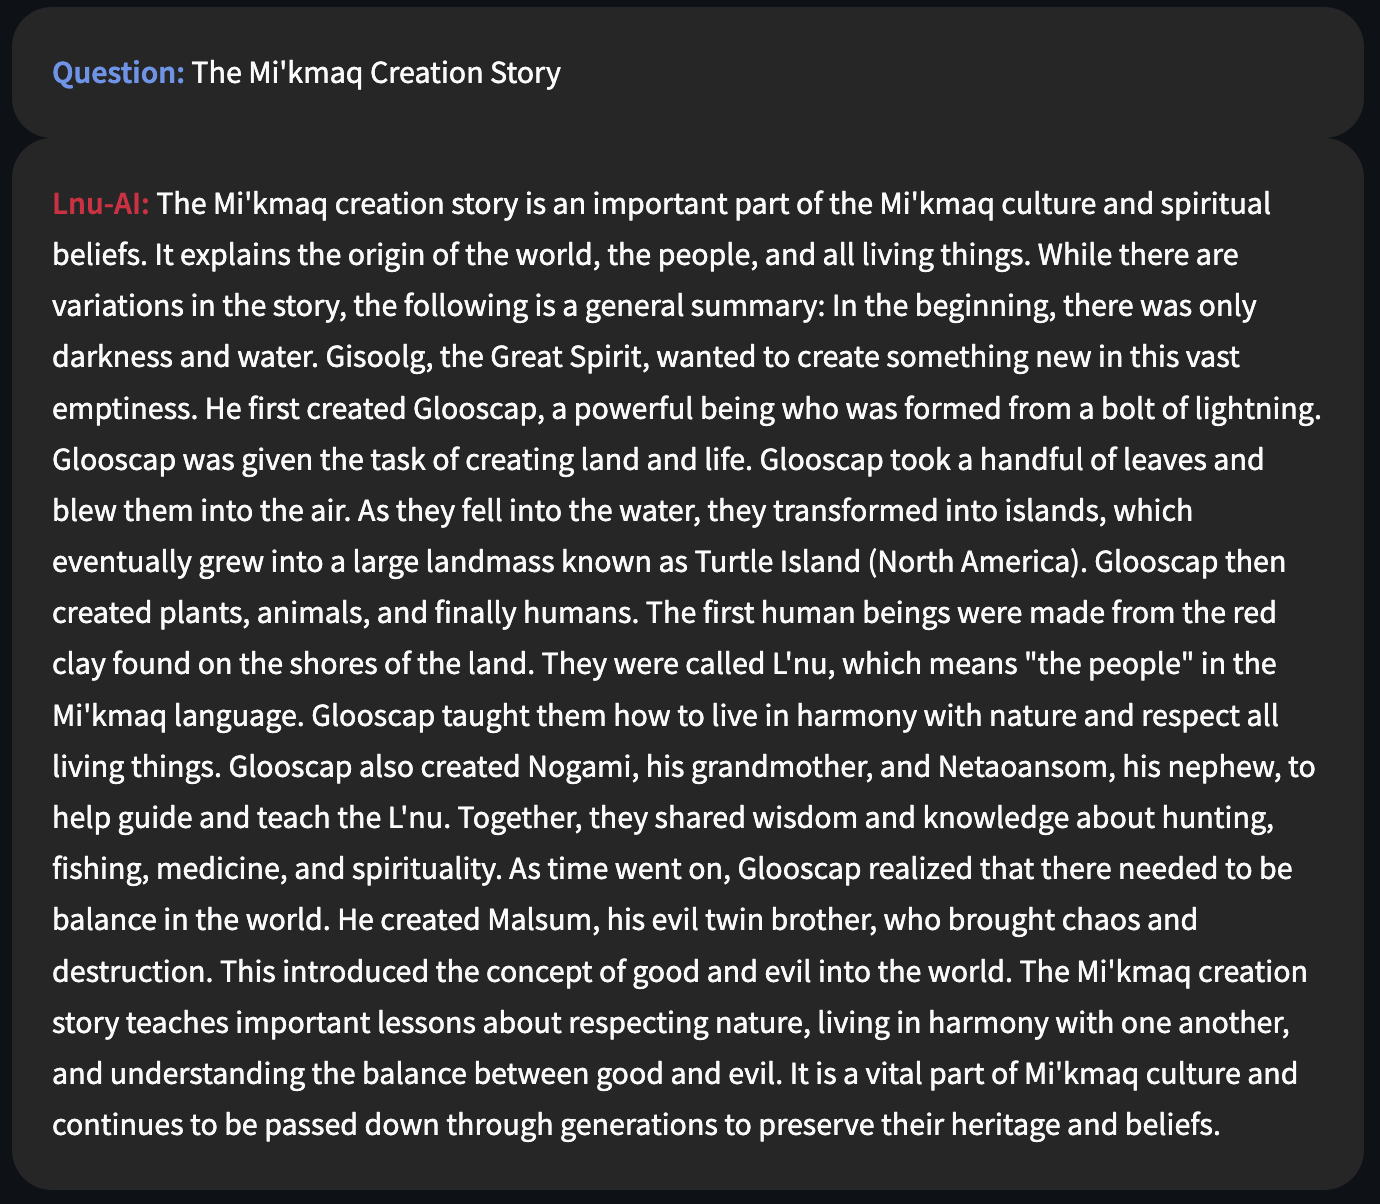 Question: The Mi'kmaq Creation Story
Lnu-AI: The Mi'kmaq creation story is an important part of the Mi'kmaq culture and spiritual
beliefs. It explains the origin of the world, the people, and all living things. While there are
variations in the story, the following is a general summary: In the beginning, there was only
darkness and water. Gisoolg, the Great Spirit, wanted to create something new in this vast
emptiness. He first created Glooscap, a powerful being who was formed from a bolt of lightning.
Glooscap was given the task of creating land and life. Glooscap took a handful of leaves and
blew them into the air. As they fell into the water, they transformed into islands, which
eventually grew into a large landmass known as Turtle Island (North America). Glooscap then
created plants, animals, and finally humans. The first human beings were made from the red
clay found on the shores of the land. They were called L'nu, which means "the people" in the
Mi'kmaq language. Glooscap taught them how to live in harmony with nature and respect all
living things. Glooscap also created Nogami, his grandmother, and Netaoansom, his nephew, to
help guide and teach the L'nu. Together, they shared wisdom and knowledge about hunting,
fishing, medicine, and spirituality. As time went on, Glooscap realized that there needed to be
balance in the world. He created Malsum, his evil twin brother, who brought chaos and
destruction. This introduced the concept of good and evil into the world. The Mi'kmaq creation
story teaches important lessons about respecting nature, living in harmony with one another,
and understanding the balance between good and evil. It is a vital part of Mi'kmaq culture and
continues to be passed down through generations to preserve their heritage and beliefs.